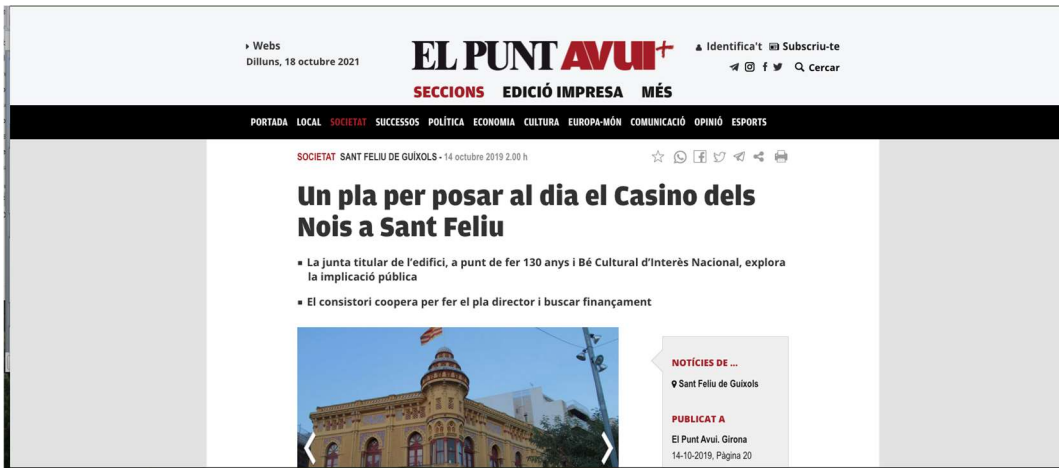 Webs
Dilluns, 18 octubre 2021
EL PUNT AVUI+
Identifica't Subscriu-te
Cercar
SECCIONS EDICIÓ IMPRESA MÉS
PORTADA LOCAL SOCIETAT SUCCESSOS POLÍTICA ECONOMIA CULTURA EUROPA-MÓN COMUNICACIÓ OPINIÓ ESPORTS
SOCIETAT SANT FELIU DE GUÍXOLS - 14 octubre 2019 2.00 h
Un pla per posar al dia el Casino dels
Nois a Sant Feliu
La junta titular de l'edifici, a punt de fer 130 anys i Bé Cultural d'Interès Nacional, explora
la implicació pública
El consistori coopera per fer el pla director i buscar finançament
NOTÍCIES DE ...
Sant Feliu de Guíxols
PUBLICAT A
El Punt Avui. Girona
14-10-2019, Pàgina 20